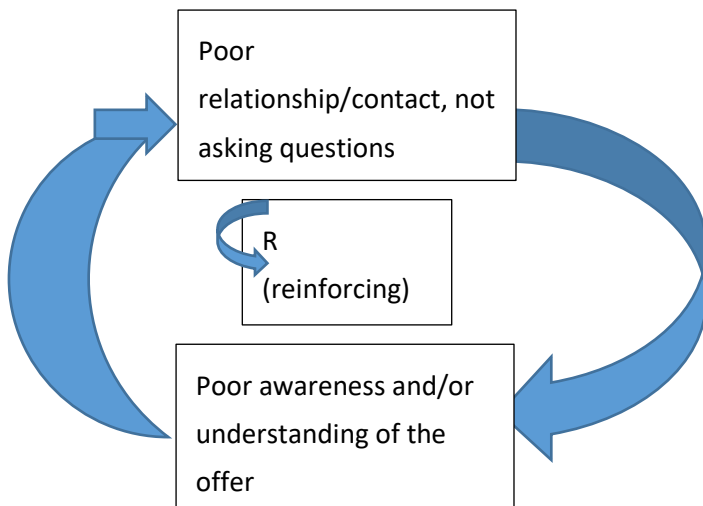 Poor
relationship/contact, not
asking questions
R
(reinforcing)
Poor awareness and/or
understanding of the
offer